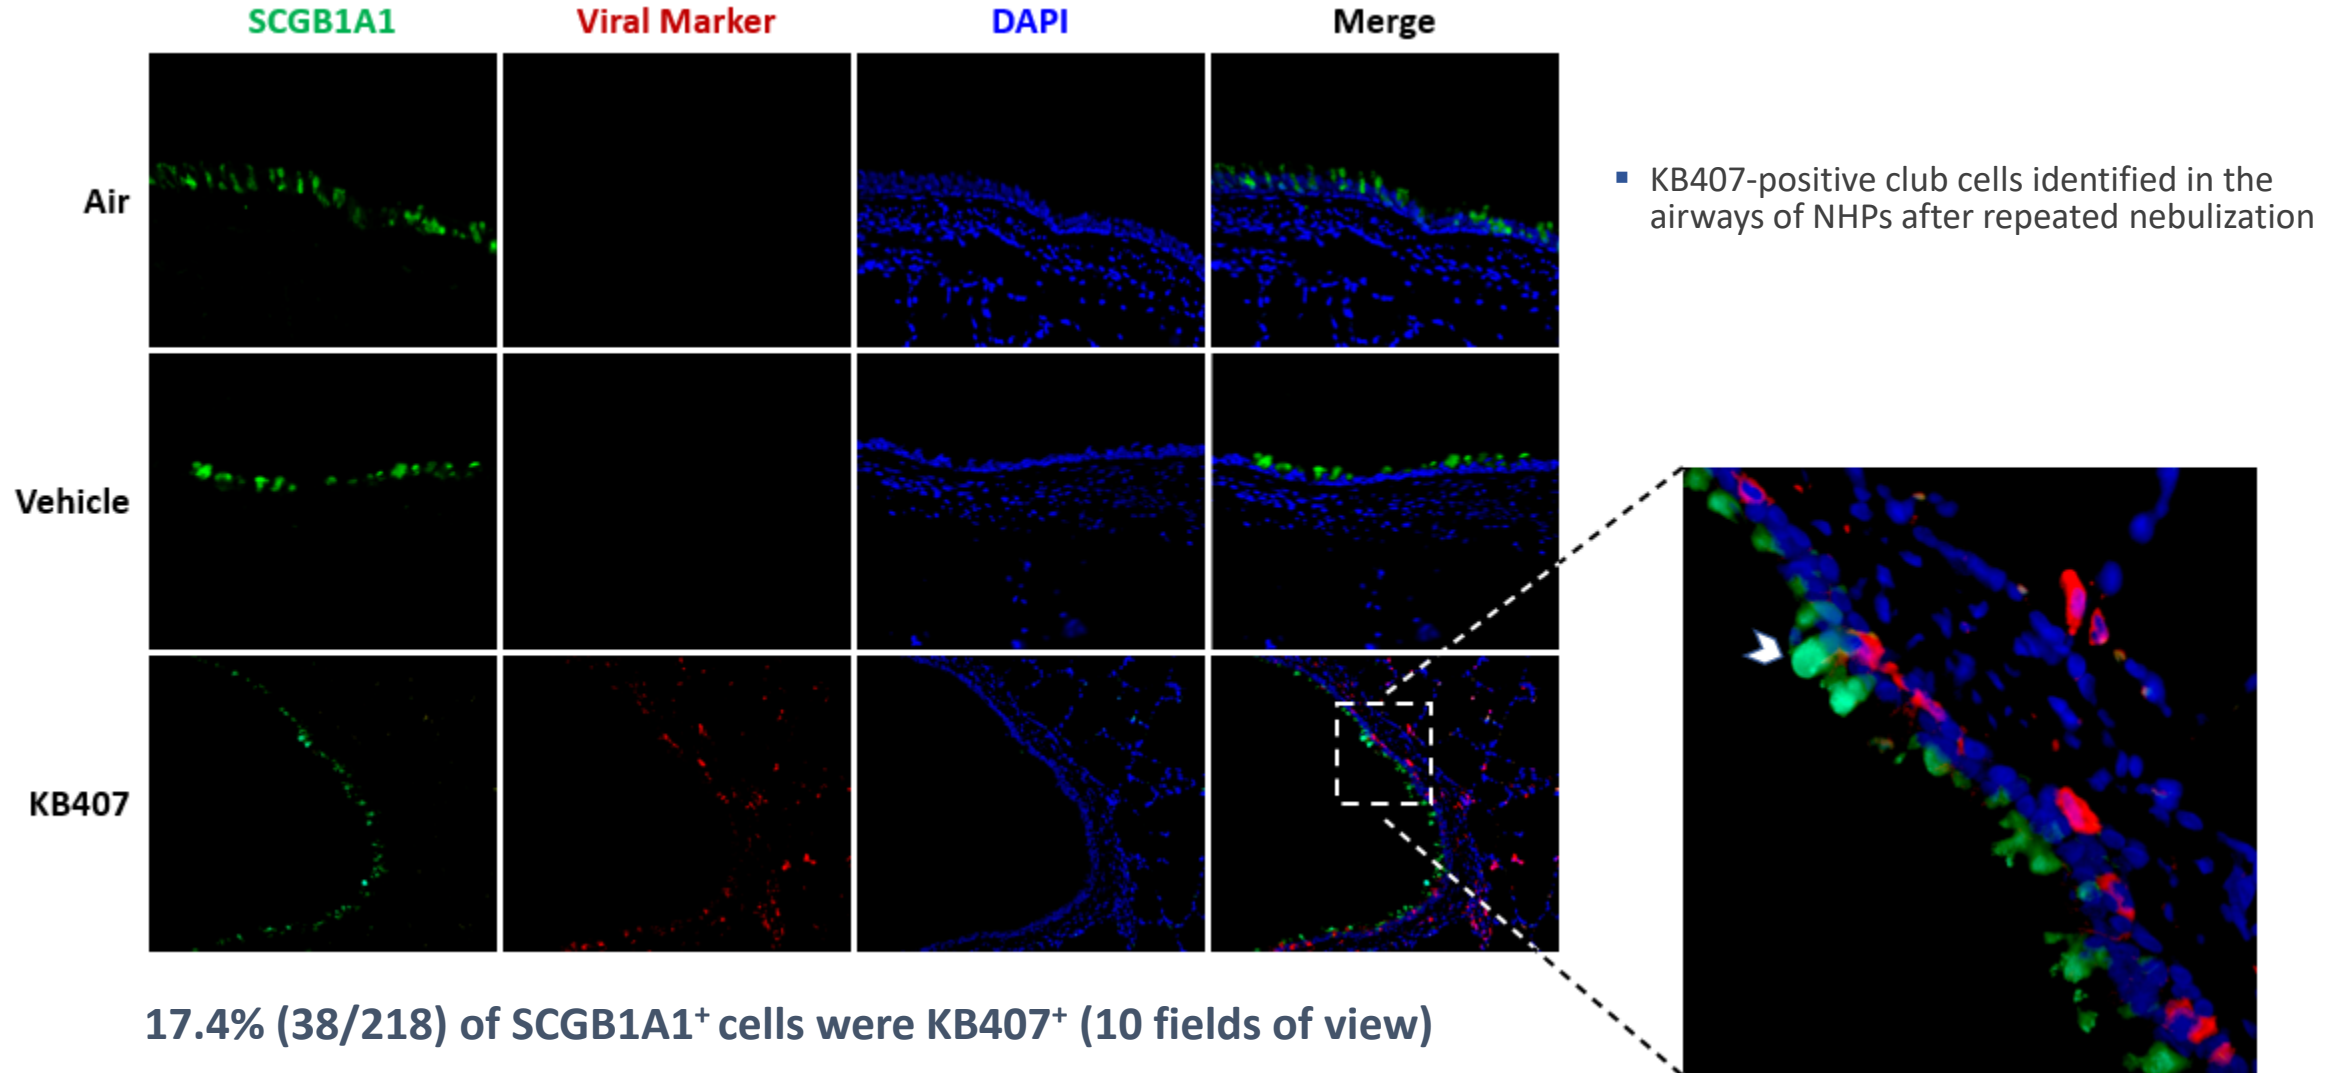 SCGB1A1 Viral Marker DAPI Merge
Air
▪ KB407-positive club cells identified in the
airways of NHPs after repeated nebulization
Vehicle
KB407
17.4% (38/218) of SCGB1A1⁺ cells were KB407⁺ (10 fields of view)